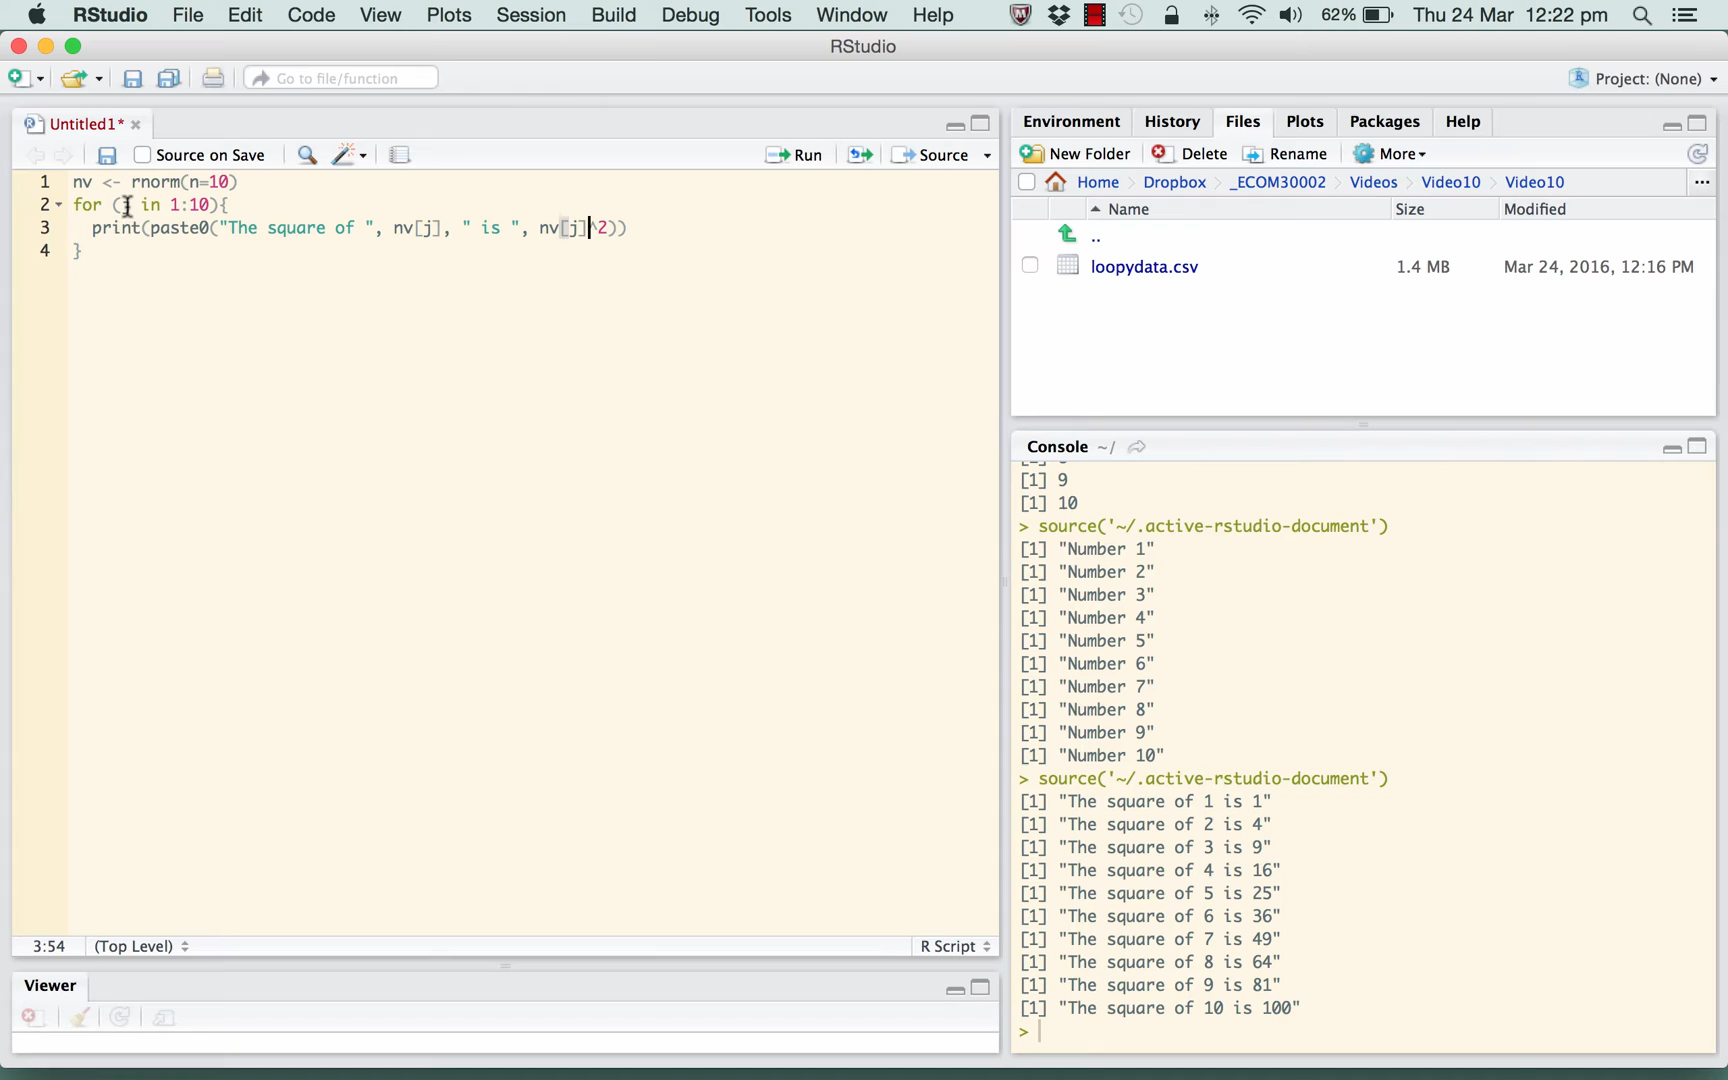 RStudio File Edit Code View Plots Session Build Debug Tools Window Help 62% Thu 24 Mar 12:22 pm
RStudio
Go to file/function Project: (None)
Untitled1*
Source on Save Run Source
1 nv <- rnorm(n=10)
2 for ( in 1:10){
3 print(paste0("The square of ", nv[j], " is ", nv[j]^2))
4 }
3:54 (Top Level) R Script
Viewer
Environment History Files Plots Packages Help
New Folder Delete Rename More
Home Dropbox _ECOM30002 Videos Video10 Video10 ...
Name Size Modified
..
loopydata.csv 1.4 MB Mar 24, 2016, 12:16 PM
Console ~/
[1] 9
[1] 10
> source('~/.active-rstudio-document')
[1] "Number 1"
[1] "Number 2"
[1] "Number 3"
[1] "Number 4"
[1] "Number 5"
[1] "Number 6"
[1] "Number 7"
[1] "Number 8"
[1] "Number 9"
[1] "Number 10"
> source('~/.active-rstudio-document')
[1] "The square of 1 is 1"
[1] "The square of 2 is 4"
[1] "The square of 3 is 9"
[1] "The square of 4 is 16"
[1] "The square of 5 is 25"
[1] "The square of 6 is 36"
[1] "The square of 7 is 49"
[1] "The square of 8 is 64"
[1] "The square of 9 is 81"
[1] "The square of 10 is 100"
>